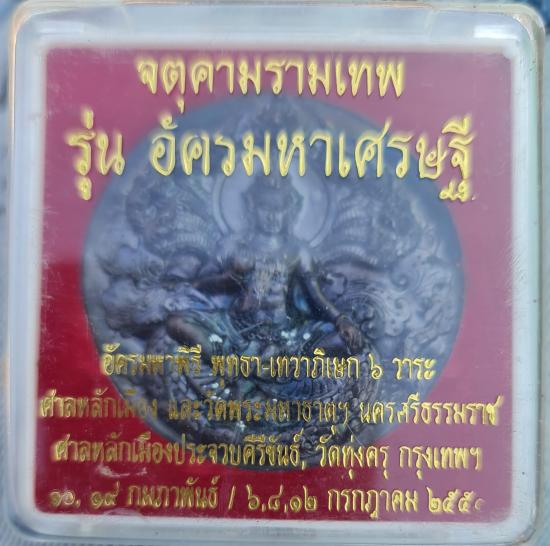 จตุคามรามเทพ
รุ่น อัครมหาเศรษฐี
อัครมหาพิธี พุทธา-เทวาภิเษก ๖ วาระ
ศาลหลักเมือง และวัดพระมหาธาตุฯ นครศรีธรรมราช
ศาลหลักเมืองประจวบคีรีขันธ์, วัดทุ่งครุ กรุงเทพฯ
๑๙ กุมภาพันธ์ / ๖,๘,๑๒ กรกฎาคม